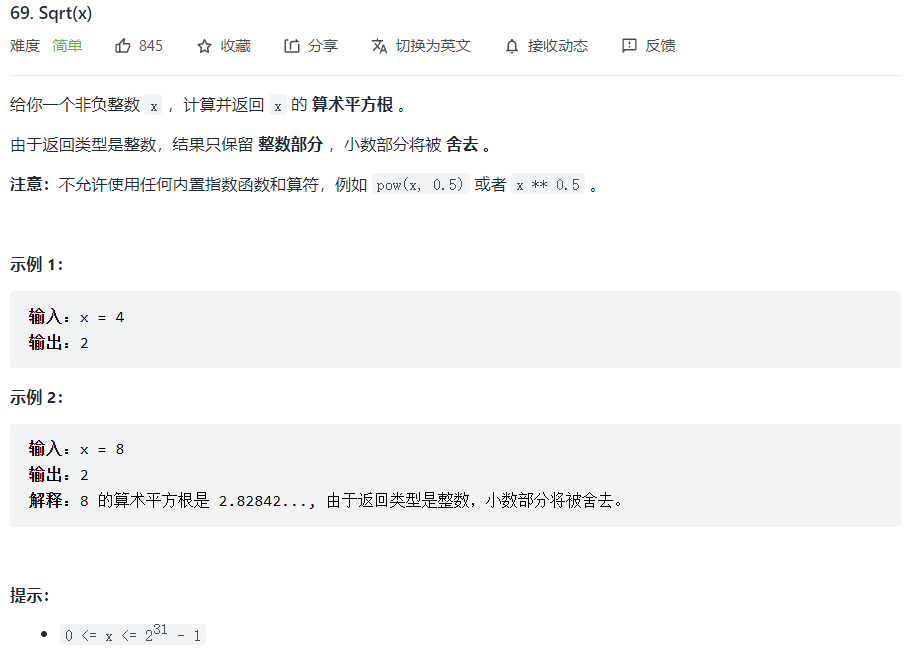 69. Sqrt(x)
难度 简单 845 收藏 分享 切换为英文 接收动态 反馈
给你一个非负整数 x ，计算并返回 x 的 算术平方根 。
由于返回类型是整数，结果只保留 整数部分 ，小数部分将被 舍去 。
注意：不允许使用任何内置指数函数和算符，例如 pow(x, 0.5) 或者 x ** 0.5 。
示例 1：
输入：x = 4
输出：2
示例 2：
输入：x = 8
输出：2
解释：8 的算术平方根是 2.82842..., 由于返回类型是整数，小数部分将被舍去。
提示：
0 <= x <= 2^31 - 1